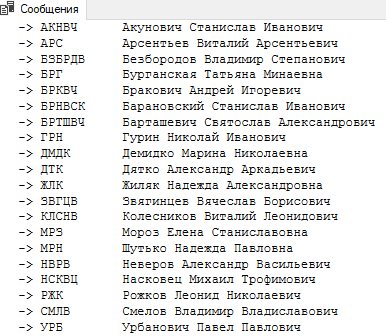 Сообщения
-> АКНВЧ Акунович Станислав Иванович
-> АРС Арсентьев Виталий Арсентьевич
-> БЗБРДВ Безбородов Владимир Степанович
-> БРГ Бурганская Татьяна Минаевна
-> БРКВЧ Бракович Андрей Игоревич
-> БРНВСК Барановский Станислав Иванович
-> БРТШВЧ Барташевич Святослав Александрович
-> ГРН Гурин Николай Иванович
-> ДМДК Демидко Марина Николаевна
-> ДТК Дятко Александр Аркадьевич
-> ЖЛК Жиляк Надежда Александровна
-> ЗВГЦВ Звягинцев Вячеслав Борисович
-> КЛСНВ Колесников Виталий Леонидович
-> МРЗ Мороз Елена Станиславовна
-> МРН Шутько Надежда Павловна
-> НВРВ Неверов Александр Васильевич
-> НСКВЦ Насковец Михаил Трофимович
-> РЖК Рожков Леонид Николаевич
-> СМЛВ Смелов Владимир Владиславович
-> УРБ Урбанович Павел Павлович